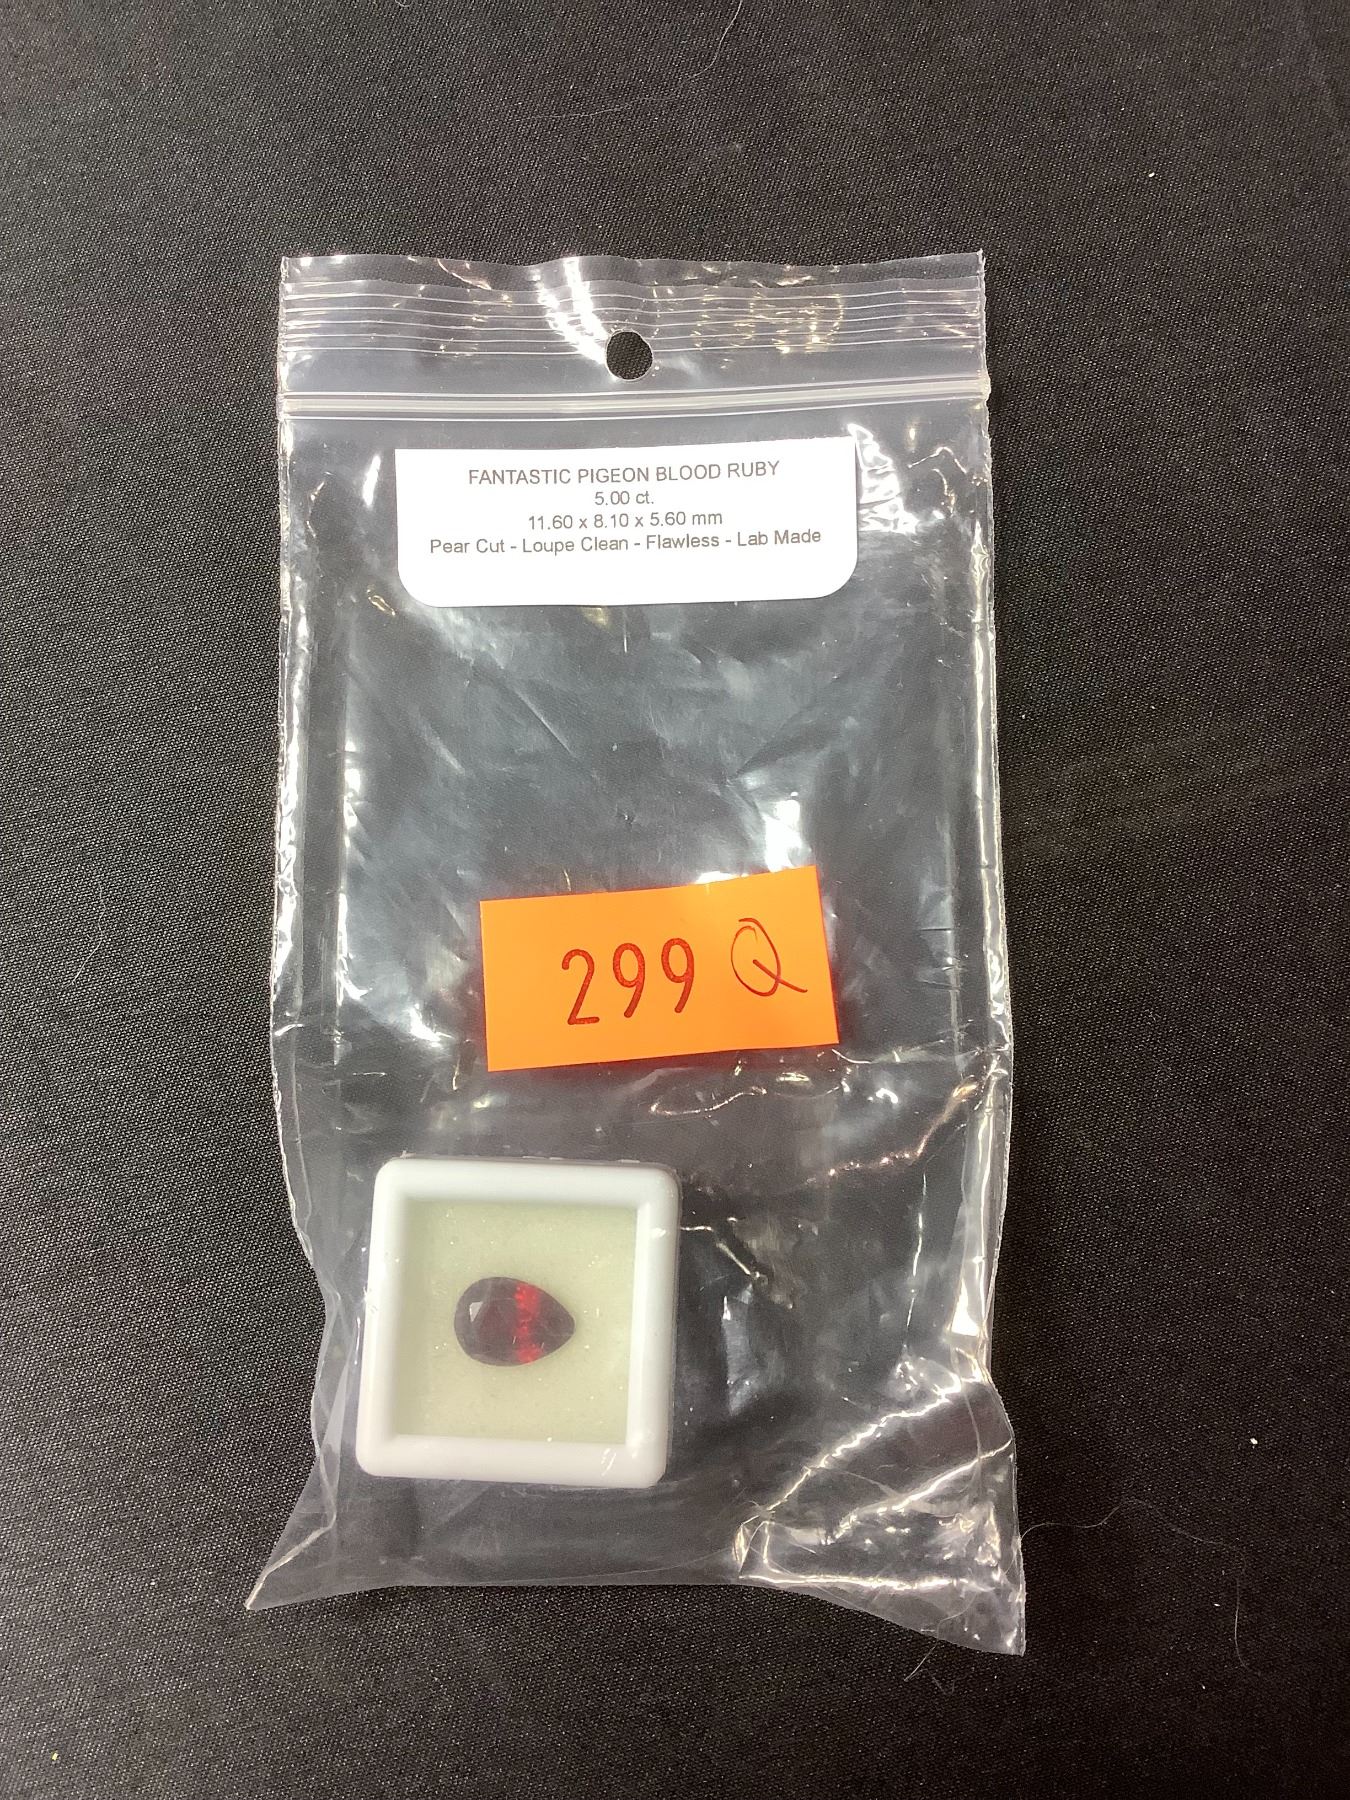 FANTASTIC PIGEON BLOOD RUBY
5.00 ct.
11.60 x 8.10 x 5.60 mm
Pear Cut - Loupe Clean - Flawless - Lab Made
299 Q